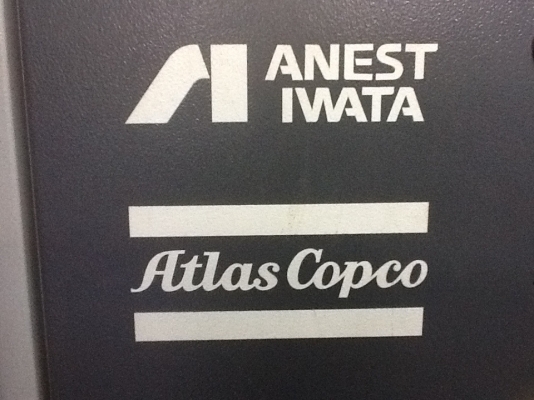 ANEST
IWATA
Atlas Copco